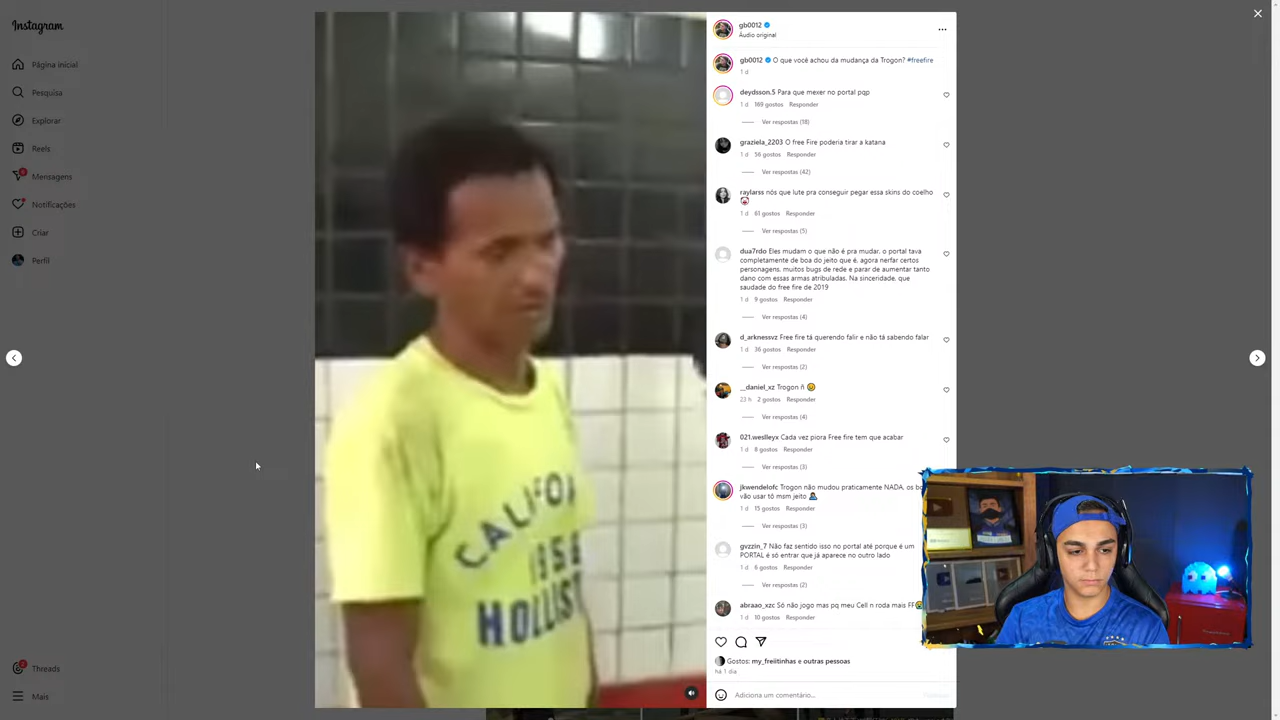 Instagram
Página inicial
Pesquisa
Explorar
Reels
Mensagens
Notificações
Criar
Perfil
Threads
Mais
CALIFO
1922
HOLLIS
gb0012
Áudio original
gb0012 O que você achou da mudança da Trogon? #freefire
1 d
deydsson.5 Para que mexer no portal pqp
1 d 169 gostos Responder
Ver respostas (18)
graziela_2203 O free Fire poderia tirar a katana
1 d 56 gostos Responder
Ver respostas (42)
raylarss nós que lute pra conseguir pegar essa skins do coelho
1 d 61 gostos Responder
Ver respostas (5)
dua7rdo Eles mudam o que não é pra mudar, o portal tava
completamente de boa do jeito que é, agora nerfar certos
personagens, muitos bugs de rede e parar de aumentar tanto
dano com essas armas atribuladas. Na sinceridade, que
saudade do free fire de 2019
1 d 9 gostos Responder
Ver respostas (4)
d_arknessvz Free fire tá querendo falir e não tá sabendo falar
1 d 36 gostos Responder
Ver respostas (2)
__daniel_xz Trogon ñ
23 h 2 gostos Responder
Ver respostas (4)
021.weslleyx Cada vez piora Free fire tem que acabar
1 d 8 gostos Responder
Ver respostas (3)
jkwendelofc Trogon não mudou praticamente NADA, os
vão usar tô msm jeito
1 d 15 gostos Responder
Ver respostas (3)
gvzzin_7 Não faz sentido isso no portal até porque é um
PORTAL é só entrar que já aparece no outro lado
1 d 6 gostos Responder
Ver respostas (2)
abraao_xzc Só não jogo mas pq meu Cell n roda mais FF
1 d 10 gostos Responder
Gostos: my_freiitinhas e outras pessoas
há 1 dia
Adiciona um comentário...